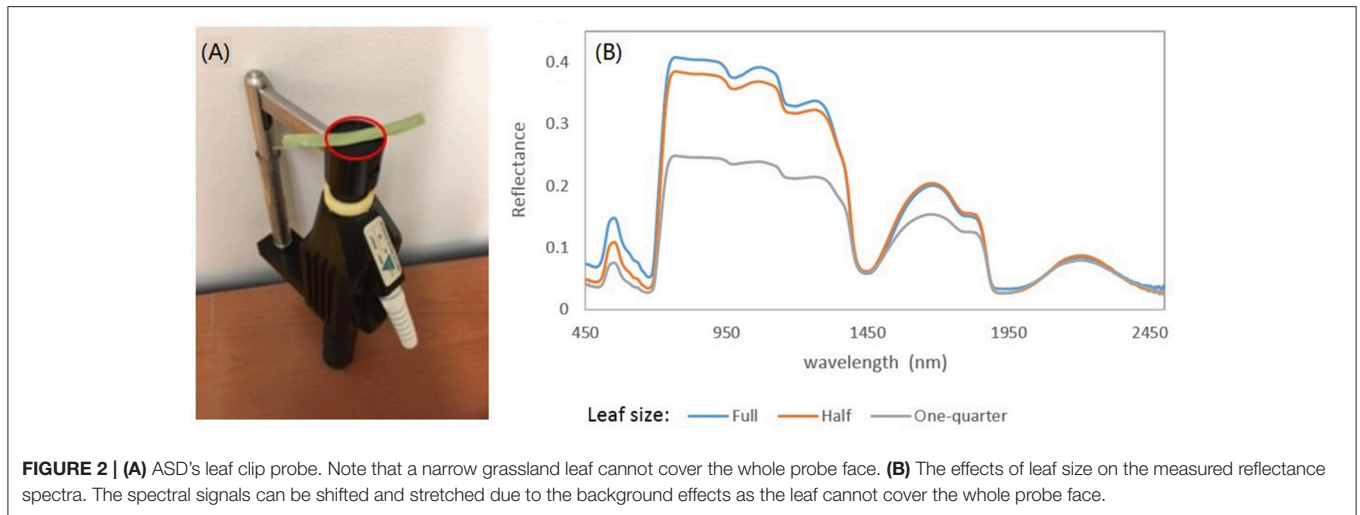 (A)
(B)
0.4
0.3
0.2
0.1
0
Reflectance
450 950 1450 1950 2450
wavelength (nm)
Leaf size: Full Half One-quarter
FIGURE 2 | (A) ASD's leaf clip probe. Note that a narrow grassland leaf cannot cover the whole probe face. (B) The effects of leaf size on the measured reflectance
spectra. The spectral signals can be shifted and stretched due to the background effects as the leaf cannot cover the whole probe face.